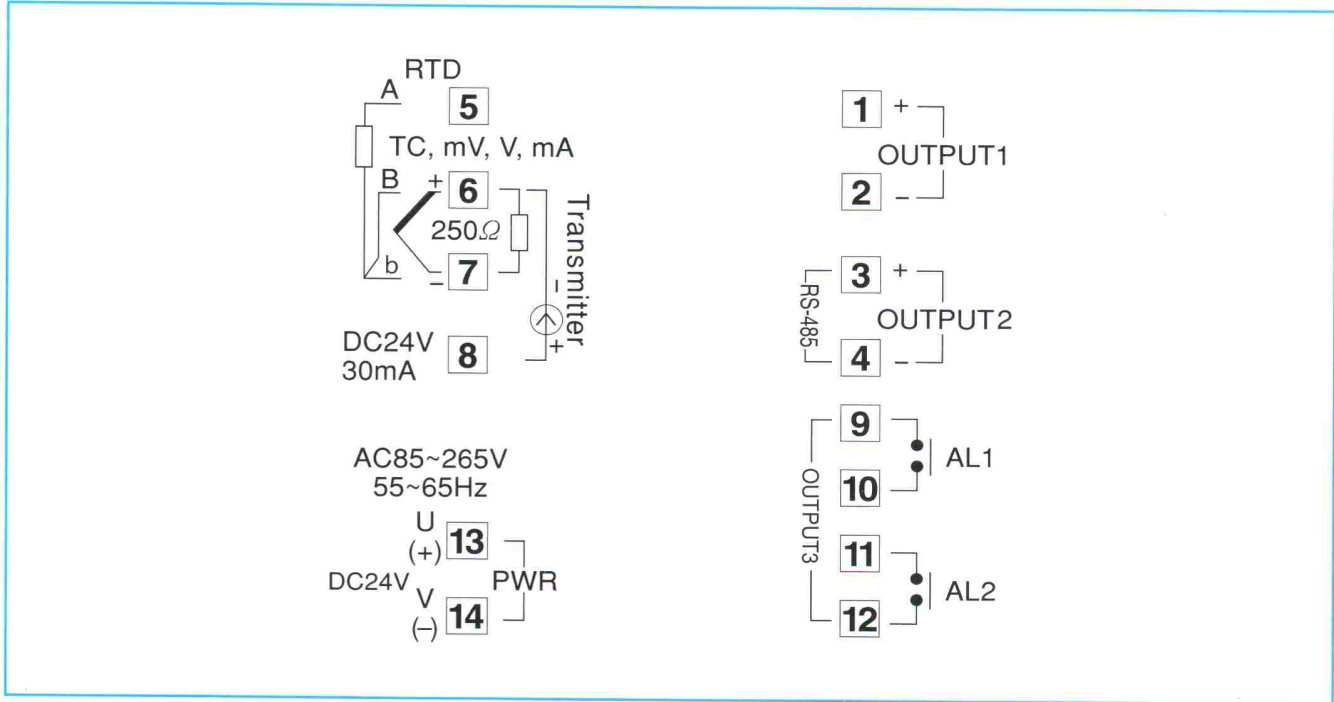 RTD
A
5
TC, mV, V, mA
B + 6
250Ω
b - 7
Transmitter
- +
DC24V
30mA
8
AC85~265V
55~65Hz
U
(+)
13
DC24V
PWR
V
(–)
14
1 +
OUTPUT1
2 –
3 +
RS-485
OUTPUT2
4 –
9
AL1
10
OUTPUT3
11
AL2
12